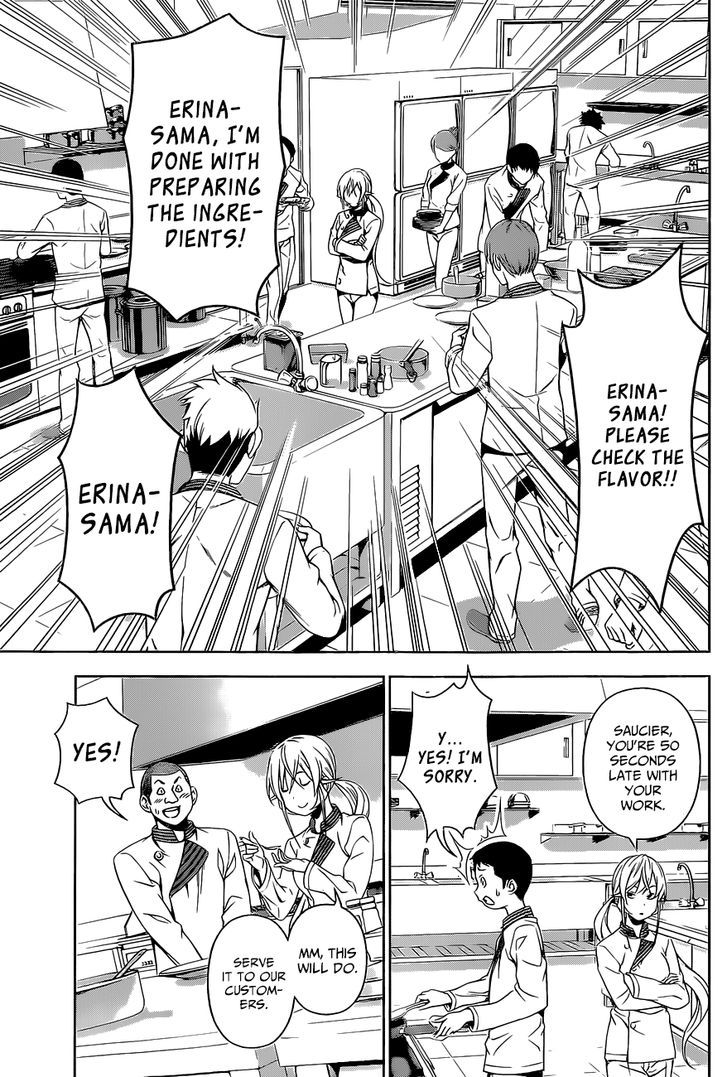 ERINA-
SAMA!
PLEASE
CHECK THE
FLAVOR!!
ERINA-
SAMA, I'M
DONE WITH
PREPARING
THE INGRE-
DIENTS!
ERINA-
SAMA!
SAUCIER,
YOU'RE 50
SECONDS
LATE WITH
YOUR
WORK.
Y...
YES! I'M
SORRY.
MM, THIS
WILL DO.
SERVE
IT TO OUR
CUSTOM-
ERS.
YES!